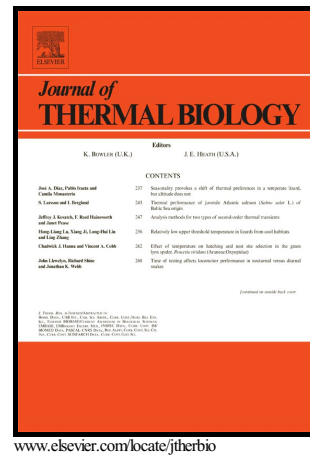 ELSEVIER
Journal of
THERMAL BIOLOGY
Editors
K. BOWLER (U.K.) J. E. HEATH (U.S.A.)
CONTENTS
José A. Díaz, Pablo Iraeta and Camila Monasterio 237 Seasonality provokes a shift of thermal preferences in a temperate lizard, but altitude does not
S. Larsson and I. Berglund 243 Thermal performance of juvenile Atlantic salmon (Salmo salar L.) of Baltic Sea origin
Jeffrey J. Kovatch, F. Reed Hainsworth and Janet Pease 247 Analysis methods for two types of second-order thermal transients
Hong-Liang Lu, Xiang Ji, Long-Hui Lin and Ling Zhang 256 Relatively low upper threshold temperature in lizards from cool habitats
Chadwick J. Hanna and Vincent A. Cobb 262 Effect of temperature on hatching and nest site selection in the green lynx spider, Peucetia viridans (Araneae:Oxyopidae)
John Llewelyn, Richard Shine and Jonathan K. Webb 268 Time of testing affects locomotor performance in nocturnal versus diurnal snakes
[continued on outside back cover
www.elsevier.com/locate/jtherbio